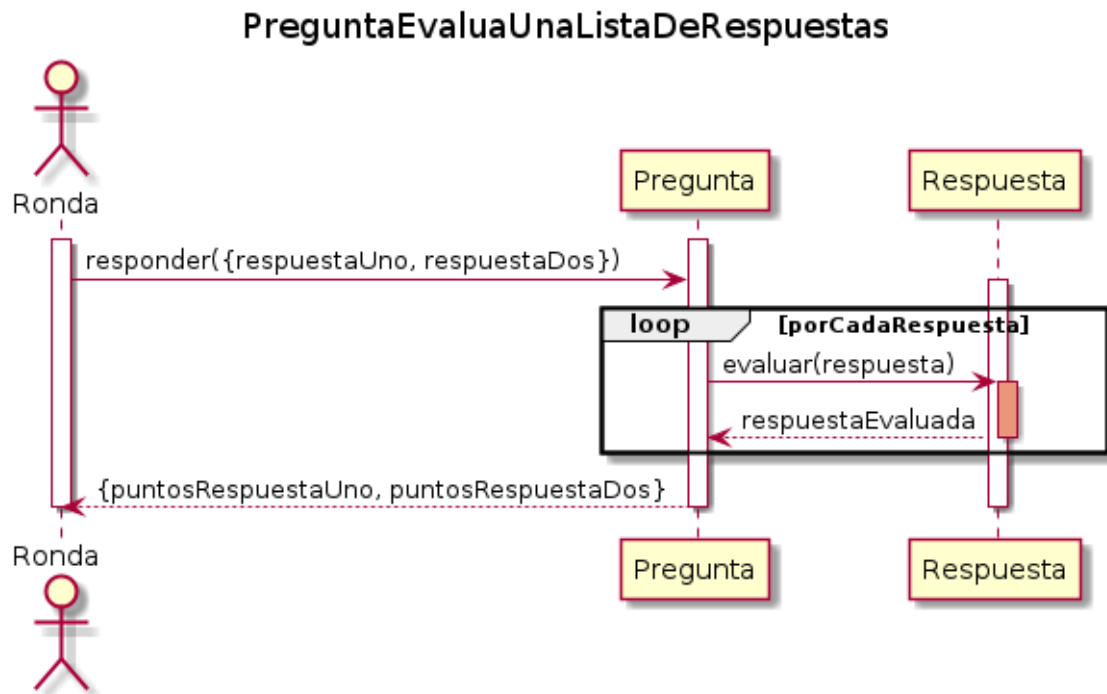 PreguntaEvaluaUnaListaDeRespuestas
Ronda
Pregunta
Respuesta
responder({respuestaUno, respuestaDos})
loop [porCadaRespuesta]
evaluar(respuesta)
respuestaEvaluada
{puntosRespuestaUno, puntosRespuestaDos}
Ronda
Pregunta
Respuesta